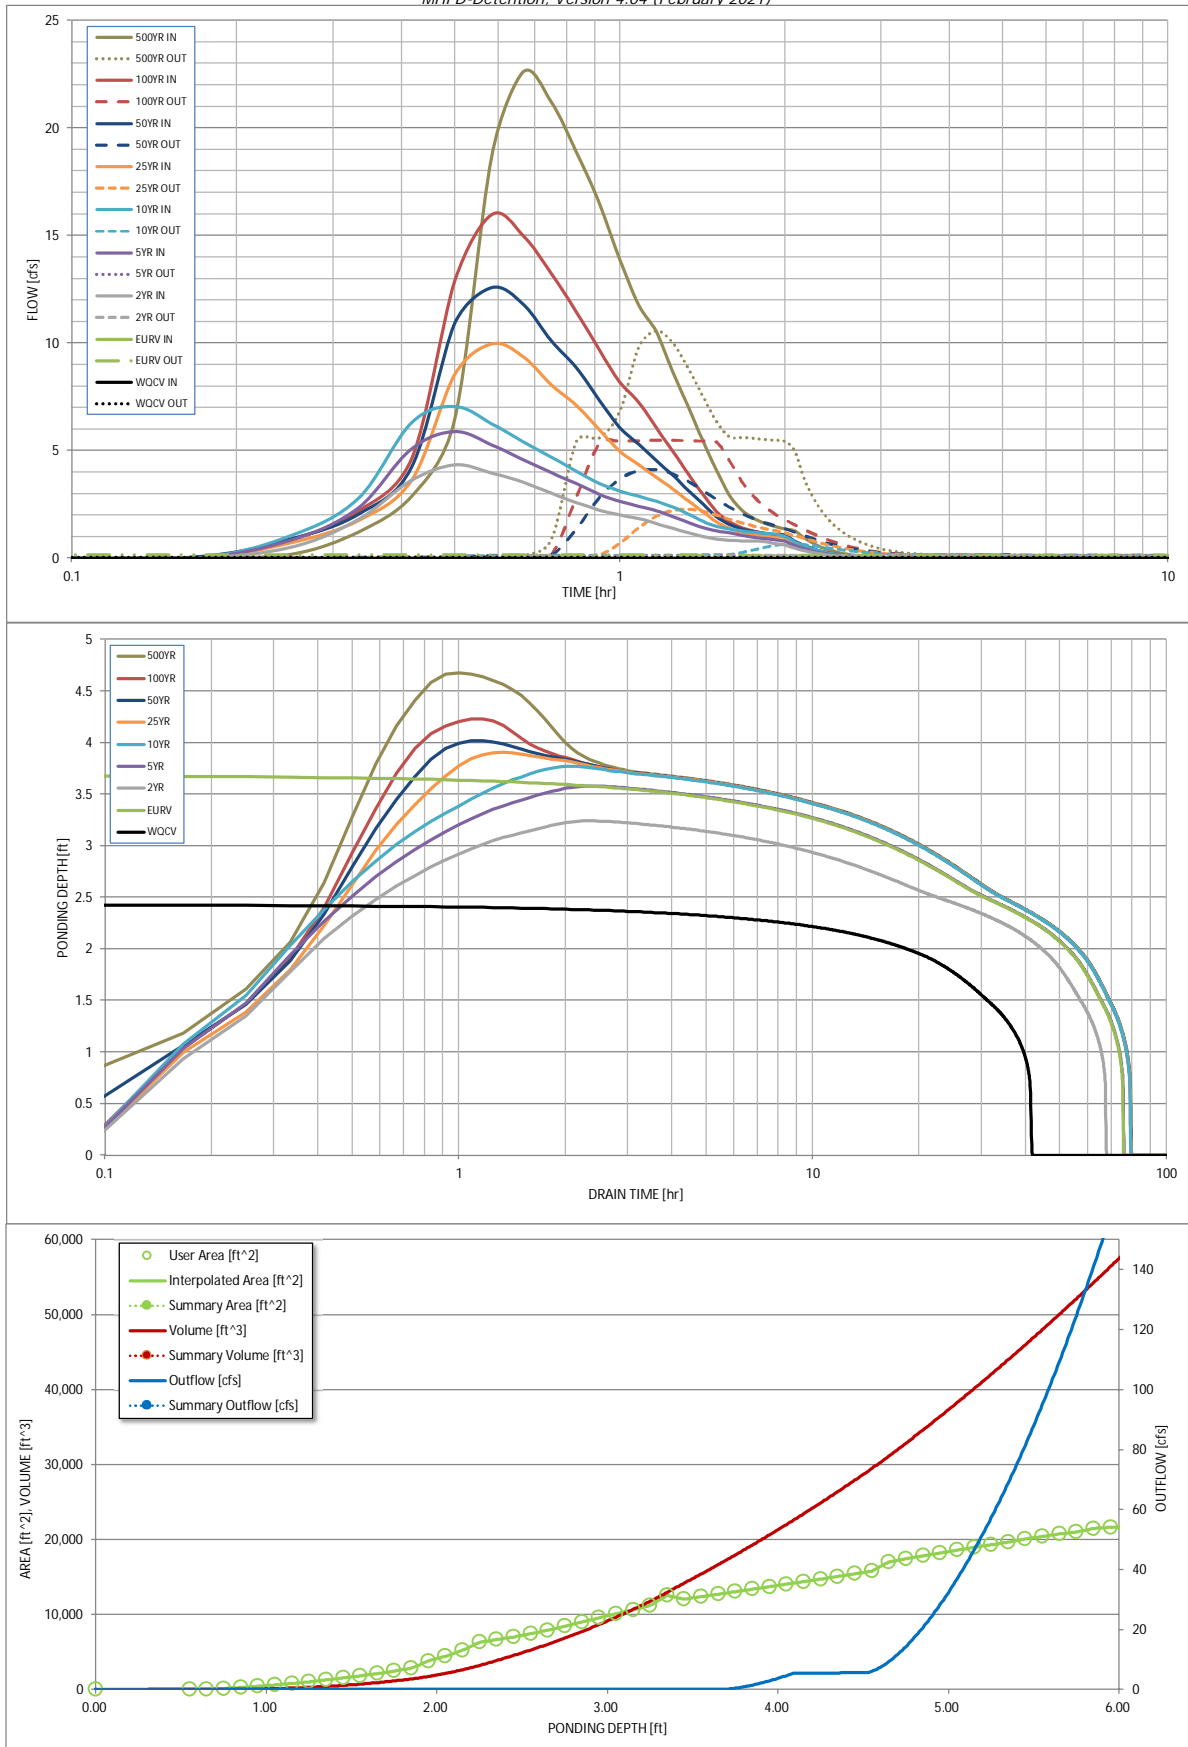 MHFD-Detention, Version 4.04 (February 2021)
25
20
15
10
5
0
FLOW [cfs]
500YR IN
500YR OUT
100YR IN
100YR OUT
50YR IN
50YR OUT
25YR IN
25YR OUT
10YR IN
10YR OUT
5YR IN
5YR OUT
2YR IN
2YR OUT
EURV IN
EURV OUT
WQCV IN
WQCV OUT
0.1
1
10
TIME [hr]
5
4.5
4
3.5
3
2.5
2
1.5
1
0.5
0
PONDING DEPTH [ft]
500YR
100YR
50YR
25YR
10YR
5YR
2YR
EURV
WQCV
0.1
1
10
100
DRAIN TIME [hr]
60,000
50,000
40,000
30,000
20,000
10,000
0
AREA [ft^2], VOLUME [ft^3]
User Area [ft^2]
Interpolated Area [ft^2]
Summary Area [ft^2]
Volume [ft^3]
Summary Volume [ft^3]
Outflow [cfs]
Summary Outflow [cfs]
140
120
100
80
60
40
20
0
OUTFLOW [cfs]
0.00
1.00
2.00
3.00
4.00
5.00
6.00
PONDING DEPTH [ft]